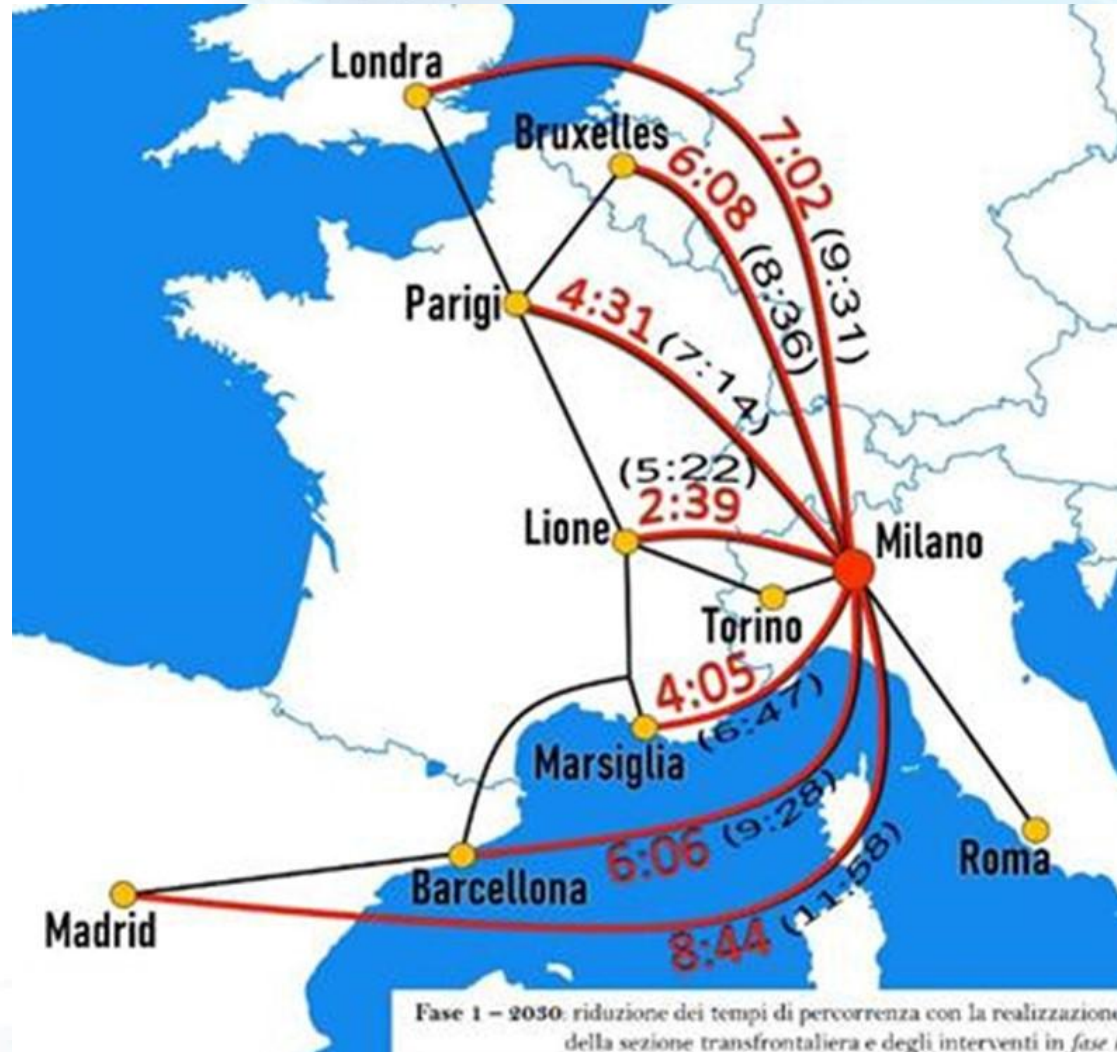 Londra
Bruxelles
7:02 (9:31)
6:08 (8:36)
Parigi
4:31 (7:14)
(5:22)
2:39
Lione
Milano
Torino
4:05
(6:47)
Marsiglia
6:06 (9:28)
Barcellona
Roma
Madrid
8:44 (11:58)
Fase 1 – 2030: riduzione dei tempi di percorrenza con la realizzazione
della sezione transfrontaliera e degli interventi in fase